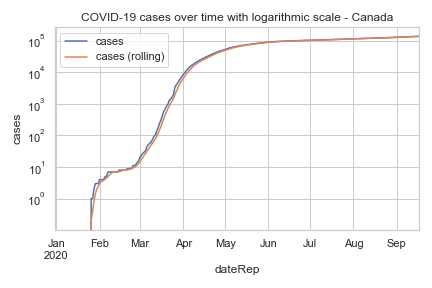 COVID-19 cases over time with logarithmic scale - Canada
cases
cases (rolling)
10^5
10^4
10^3
10^2
10^1
10^0
cases
Jan Feb Mar Apr May Jun Jul Aug Sep
2020
dateRep